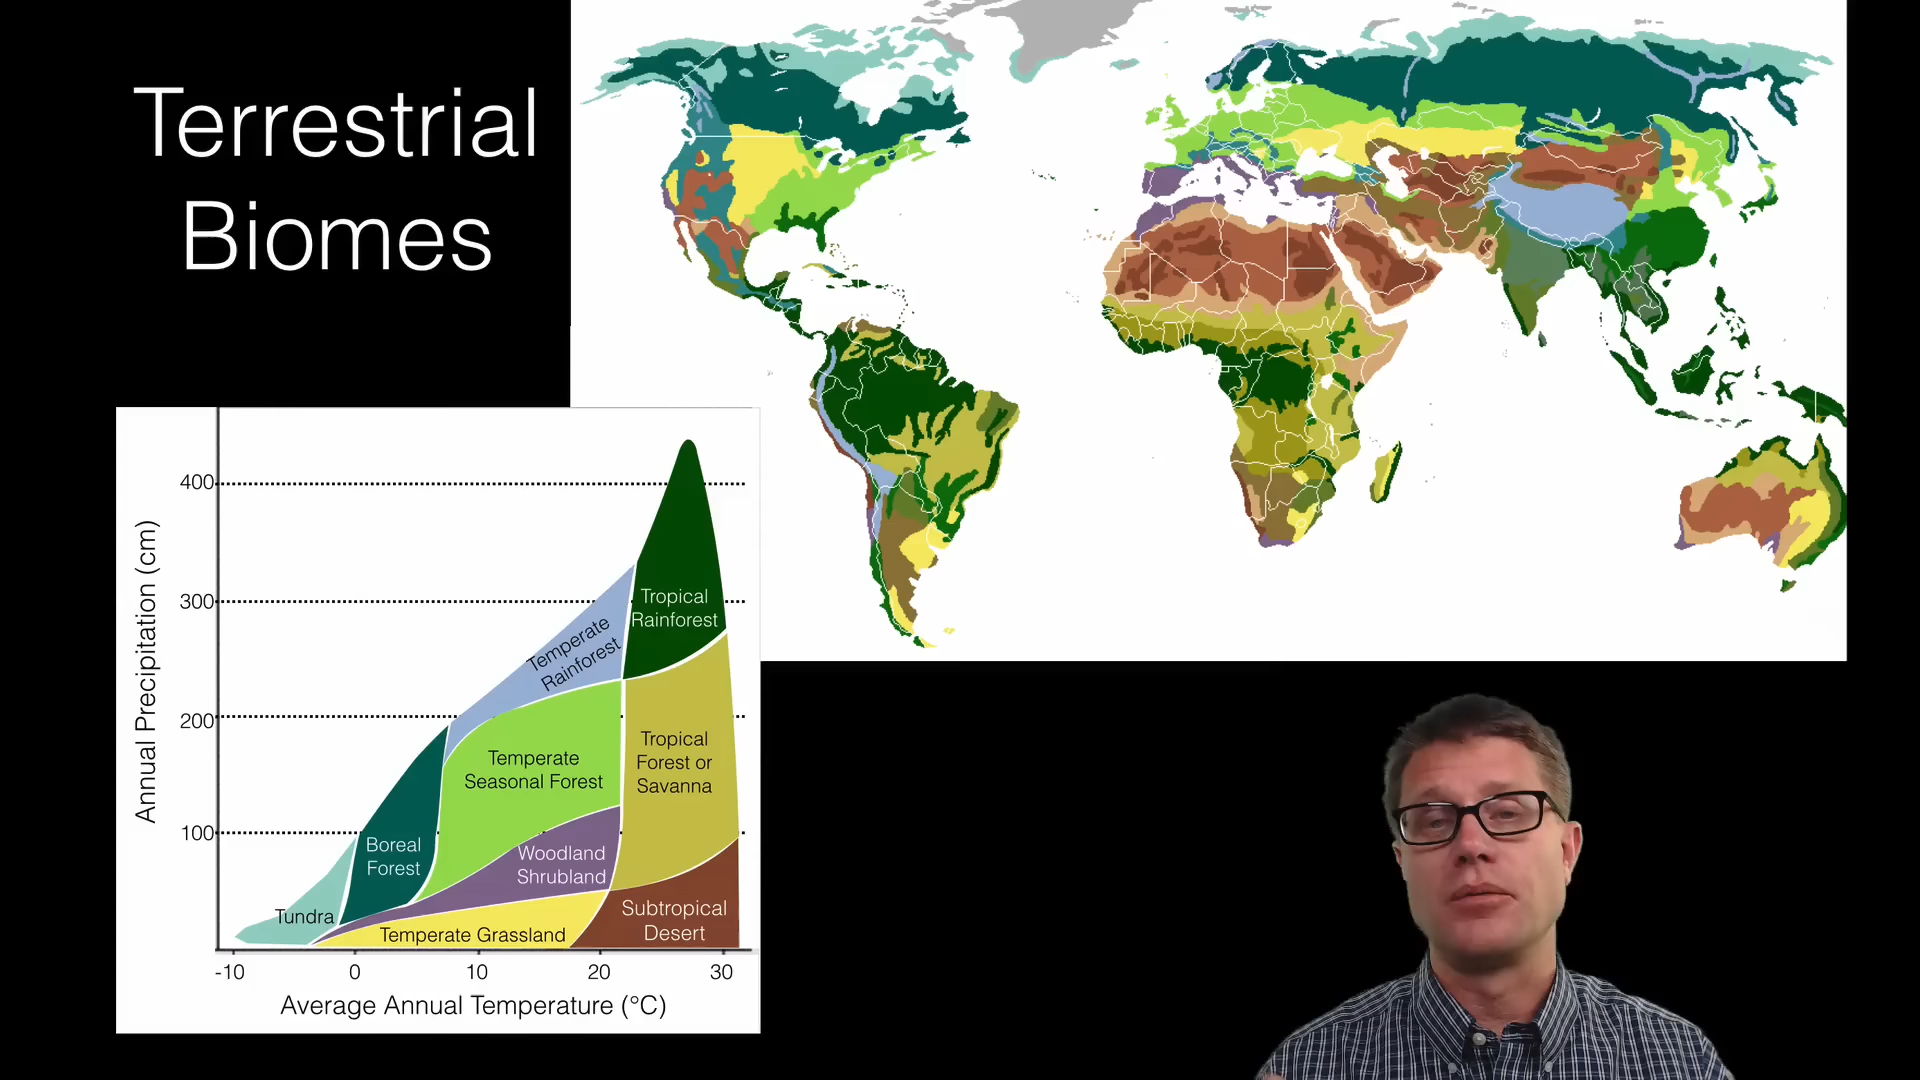 Terrestrial
Biomes
400
300
200
100
Annual Precipitation (cm)
Tropical
Rainforest
Temperate
Rainforest
Temperate
Seasonal Forest
Tropical
Forest or
Savanna
Boreal
Forest
Woodland
Shrubland
Tundra
Temperate Grassland
Subtropical
Desert
-10 0 10 20 30
Average Annual Temperature (°C)